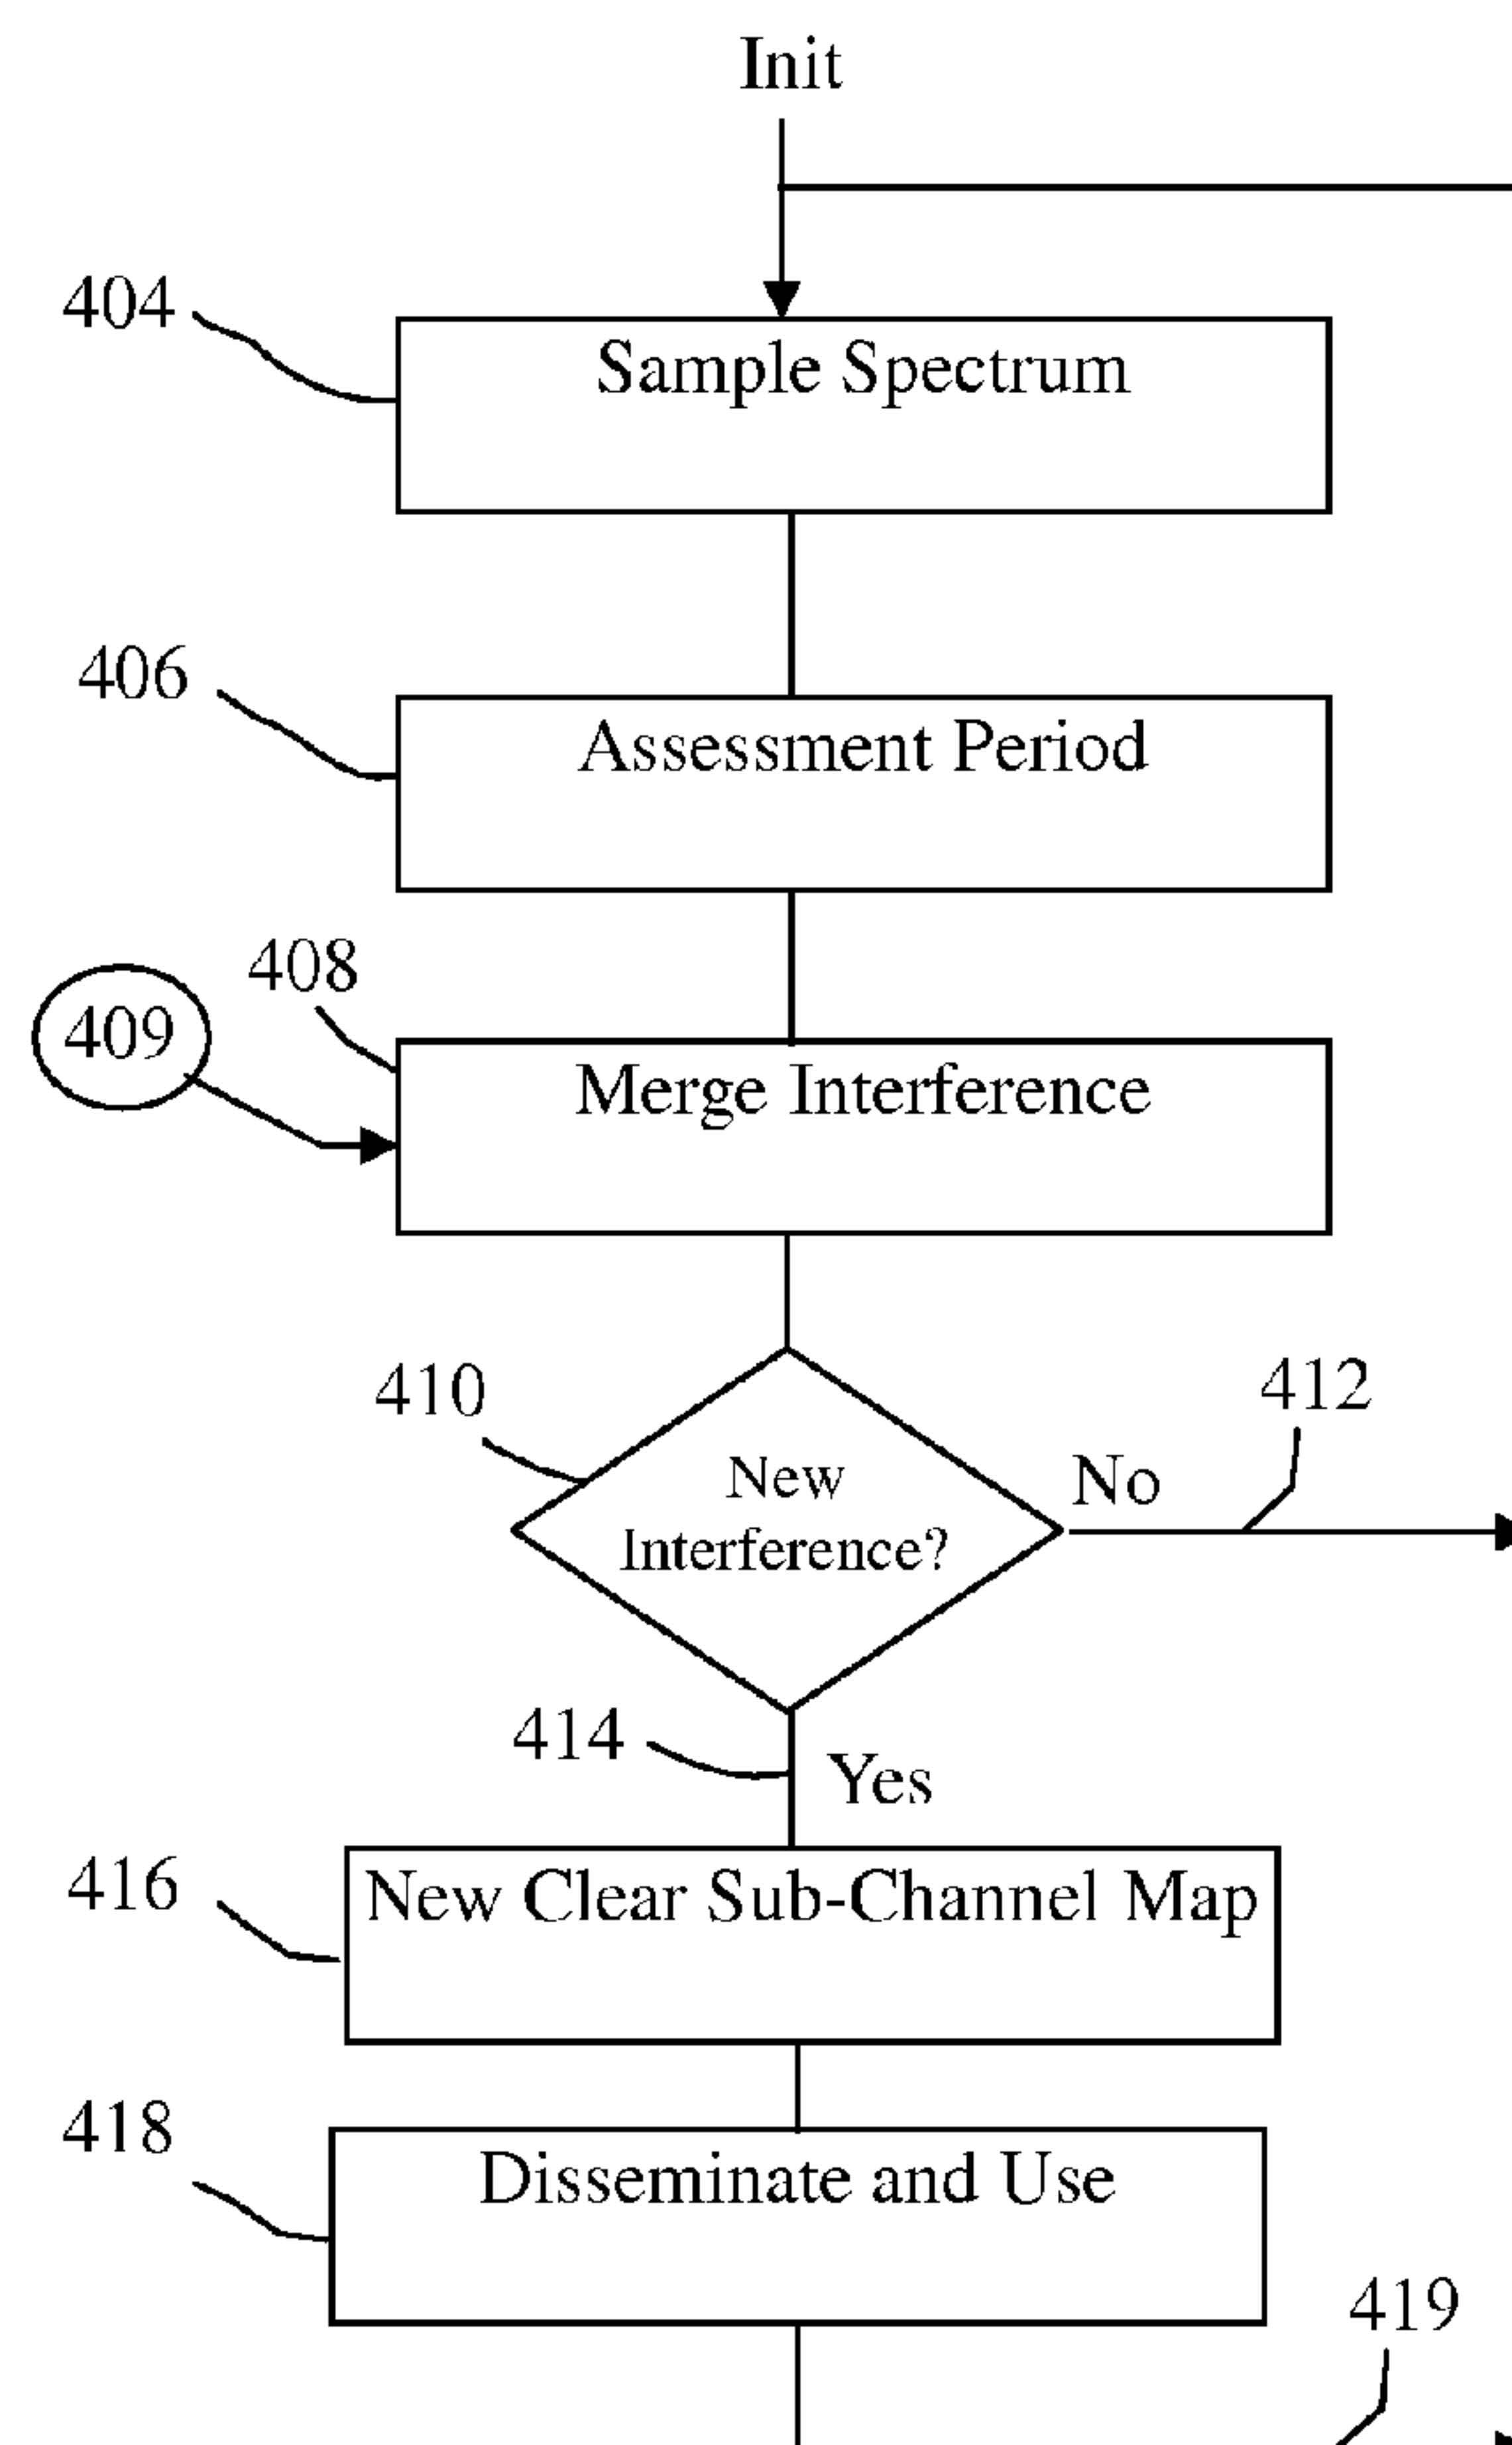 Init
404
Sample Spectrum
406
Assessment Period
408
409
Merge Interference
410
412
New
Interference?
No
414
Yes
416
New Clear Sub-Channel Map
418
Disseminate and Use
419